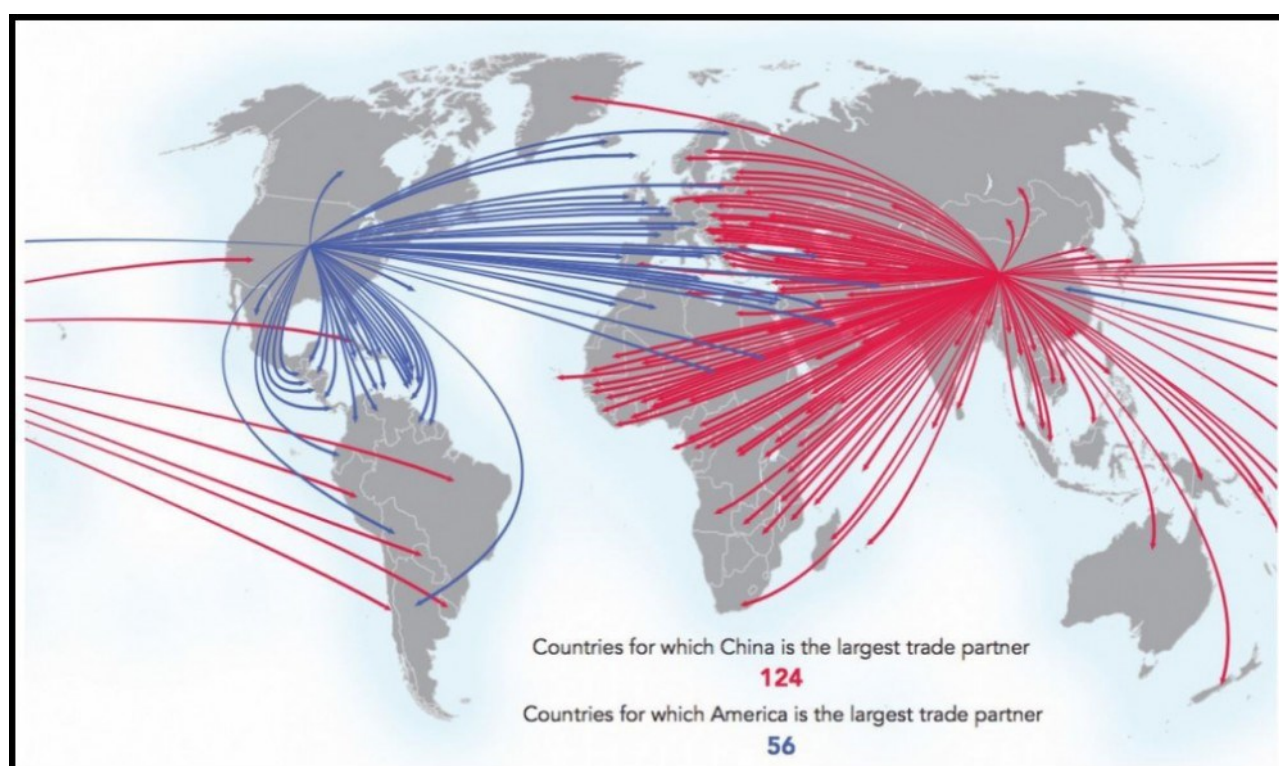 Countries for which China is the largest trade partner
124
Countries for which America is the largest trade partner
56